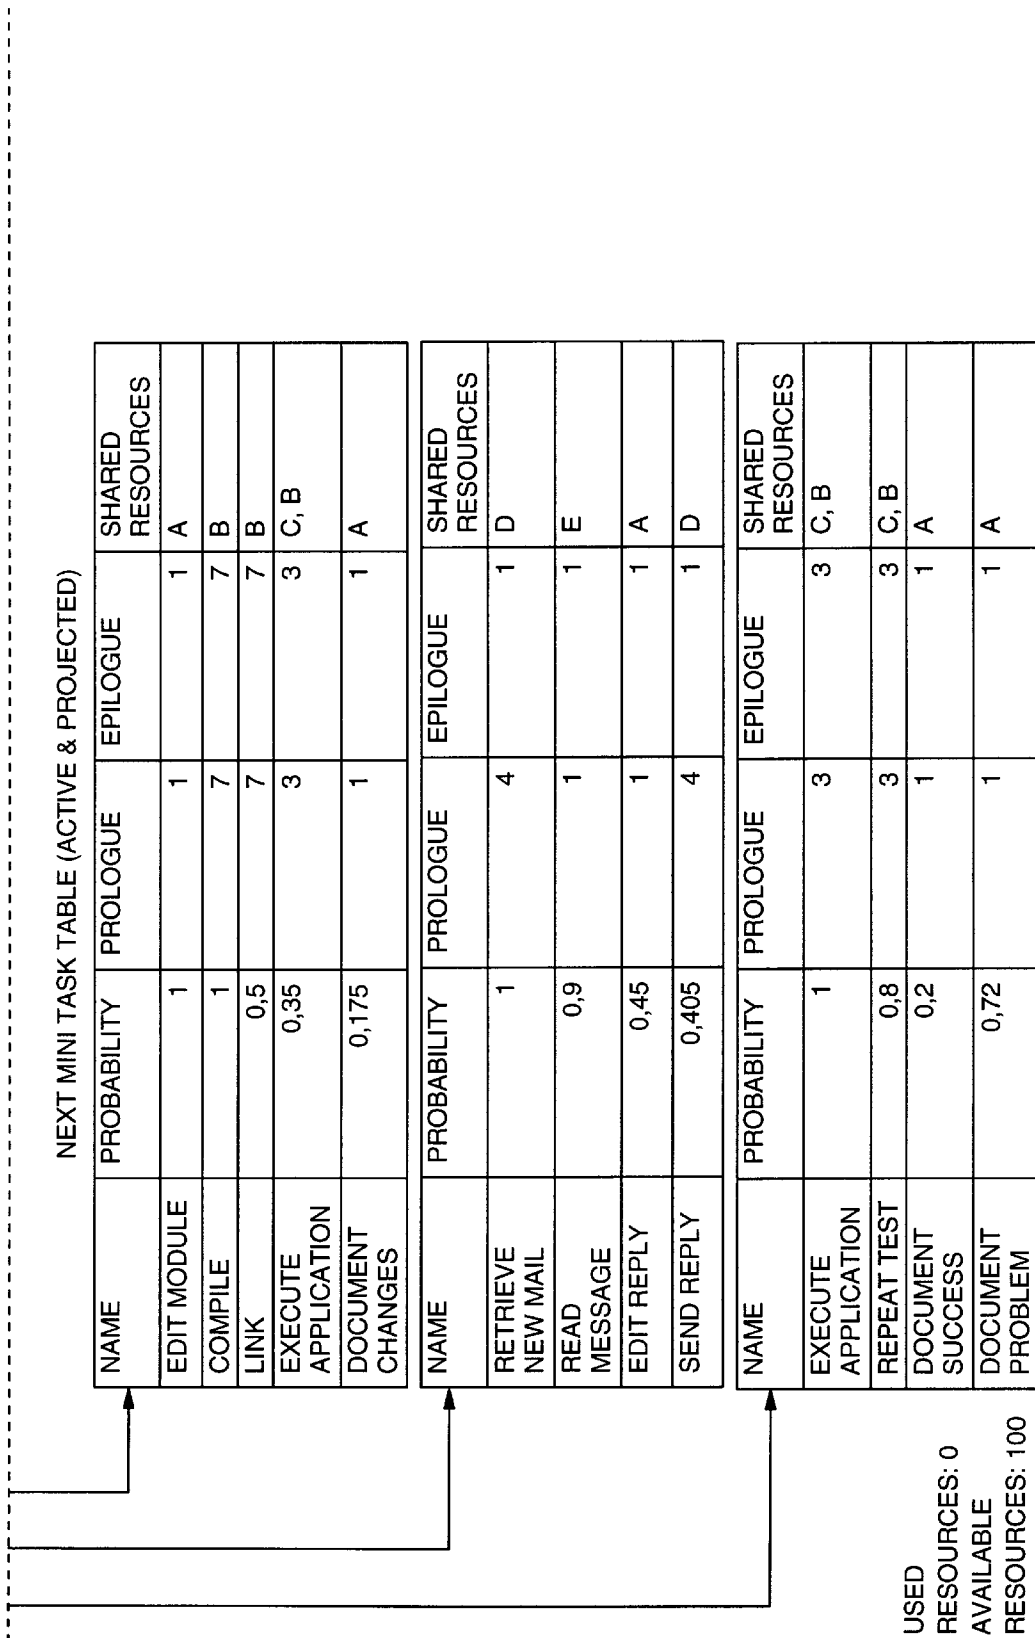 NEXT MINI TASK TABLE (ACTIVE & PROJECTED)
NAME PROBABILITY PROLOGUE EPILOGUE SHARED
RESOURCES
EDIT MODULE 1 1 1 A
COMPILE 1 7 7 B
LINK 0,5 7 7 B
EXECUTE 0,35 3 3 C, B
APPLICATION
DOCUMENT 0,175 1 1 A
CHANGES
NAME PROBABILITY PROLOGUE EPILOGUE SHARED
RESOURCES
RETRIEVE 1 4 1 D
NEW MAIL
READ 0,9 1 1 E
MESSAGE
EDIT REPLY 0,45 1 1 A
SEND REPLY 0,405 4 1 D
NAME PROBABILITY PROLOGUE EPILOGUE SHARED
RESOURCES
EXECUTE 1 3 3 C, B
APPLICATION
REPEAT TEST 0,8 3 3 C, B
DOCUMENT 0,2 1 1 A
SUCCESS
DOCUMENT 0,72 1 1 A
PROBLEM
USED
RESOURCES: 0
AVAILABLE
RESOURCES: 100